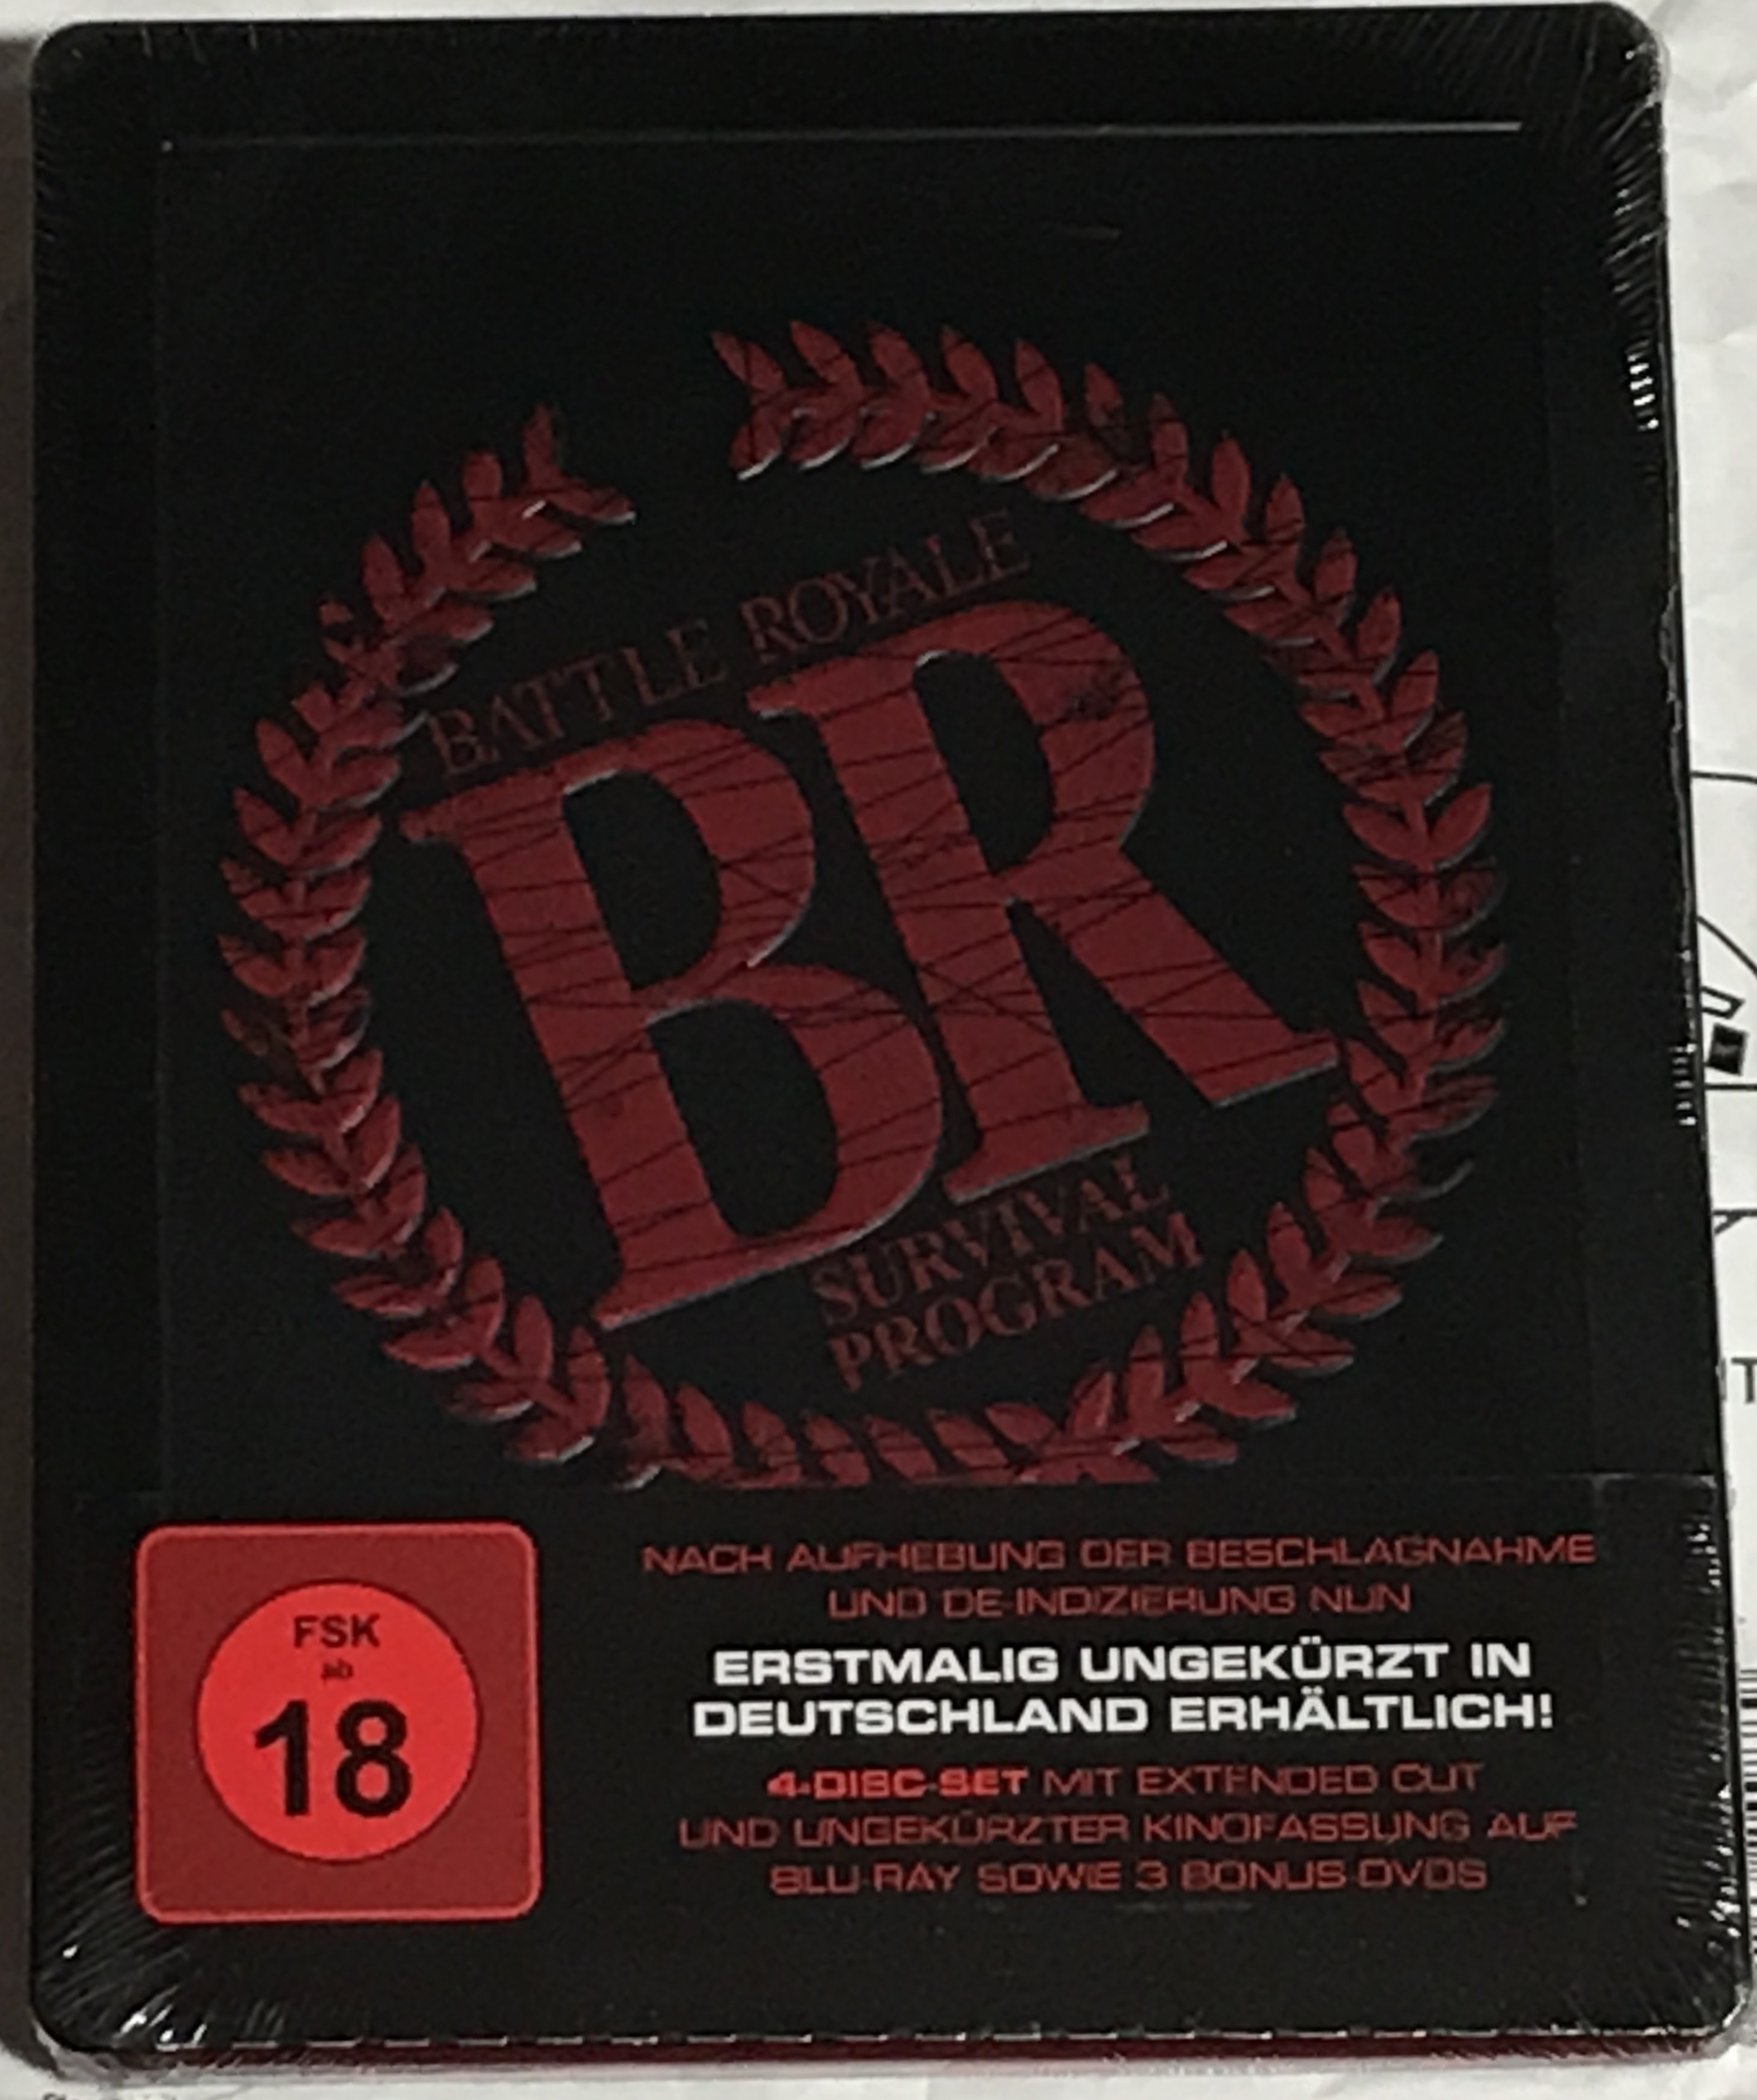 BATTLE ROYALE
BR
SURVIVAL
PROGRAM
FSK
ab
18
NACH AUFHEBUNG DER BESCHLAGNAHME
UND DE-INDIZIERUNG NUN
ERSTMALIG UNGEKÜRZT IN
DEUTSCHLAND ERHÄLTLICH!
4-DISC-SET MIT EXTENDED CUT
UND UNGEKÜRZTER KINOFASSUNG AUF
BLU-RAY SOWIE 3 BONUS-DVDS